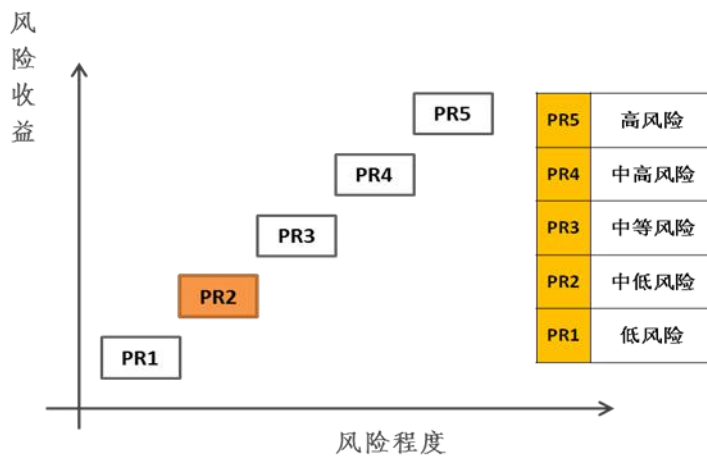 风险收益
PR5
PR4
PR3
PR2
PR1
风险程度
PR5 高风险
PR4 中高风险
PR3 中等风险
PR2 中低风险
PR1 低风险